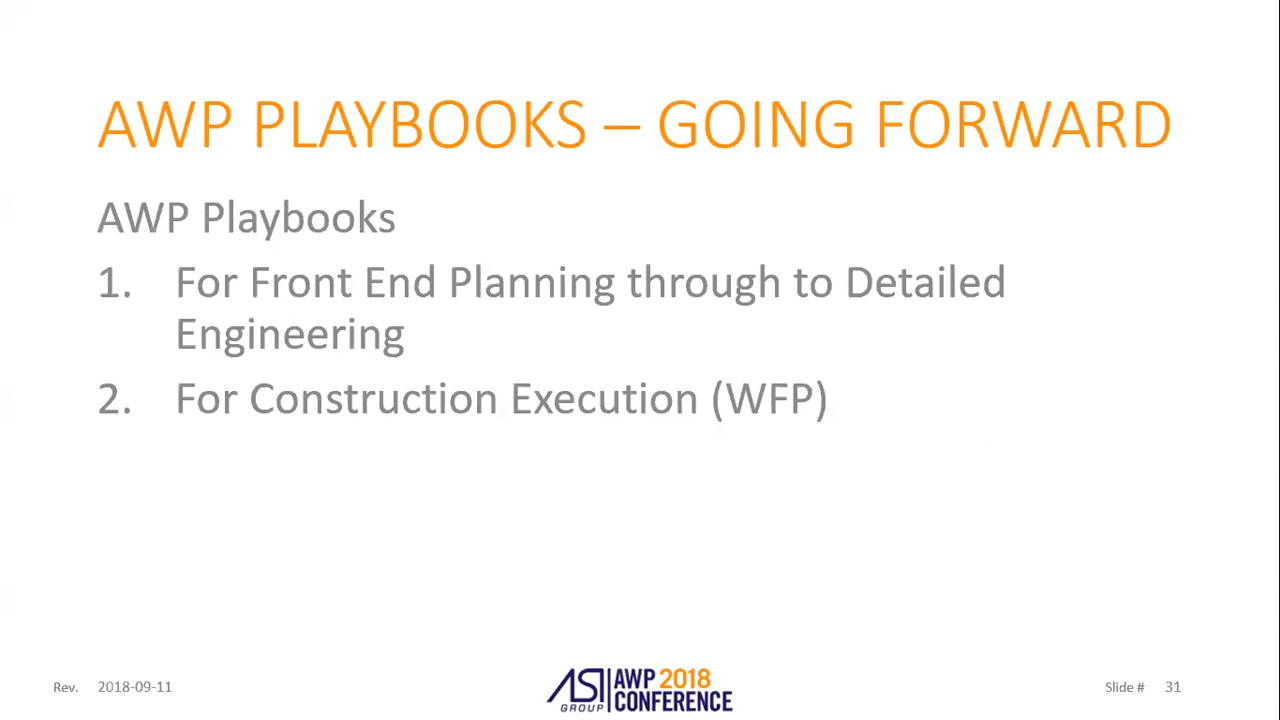 AWP PLAYBOOKS – GOING FORWARD
AWP Playbooks
1. For Front End Planning through to Detailed
Engineering
2. For Construction Execution (WFP)
Rev. 2018-09-11
ASI GROUP
AWP 2018
CONFERENCE
Slide # 31